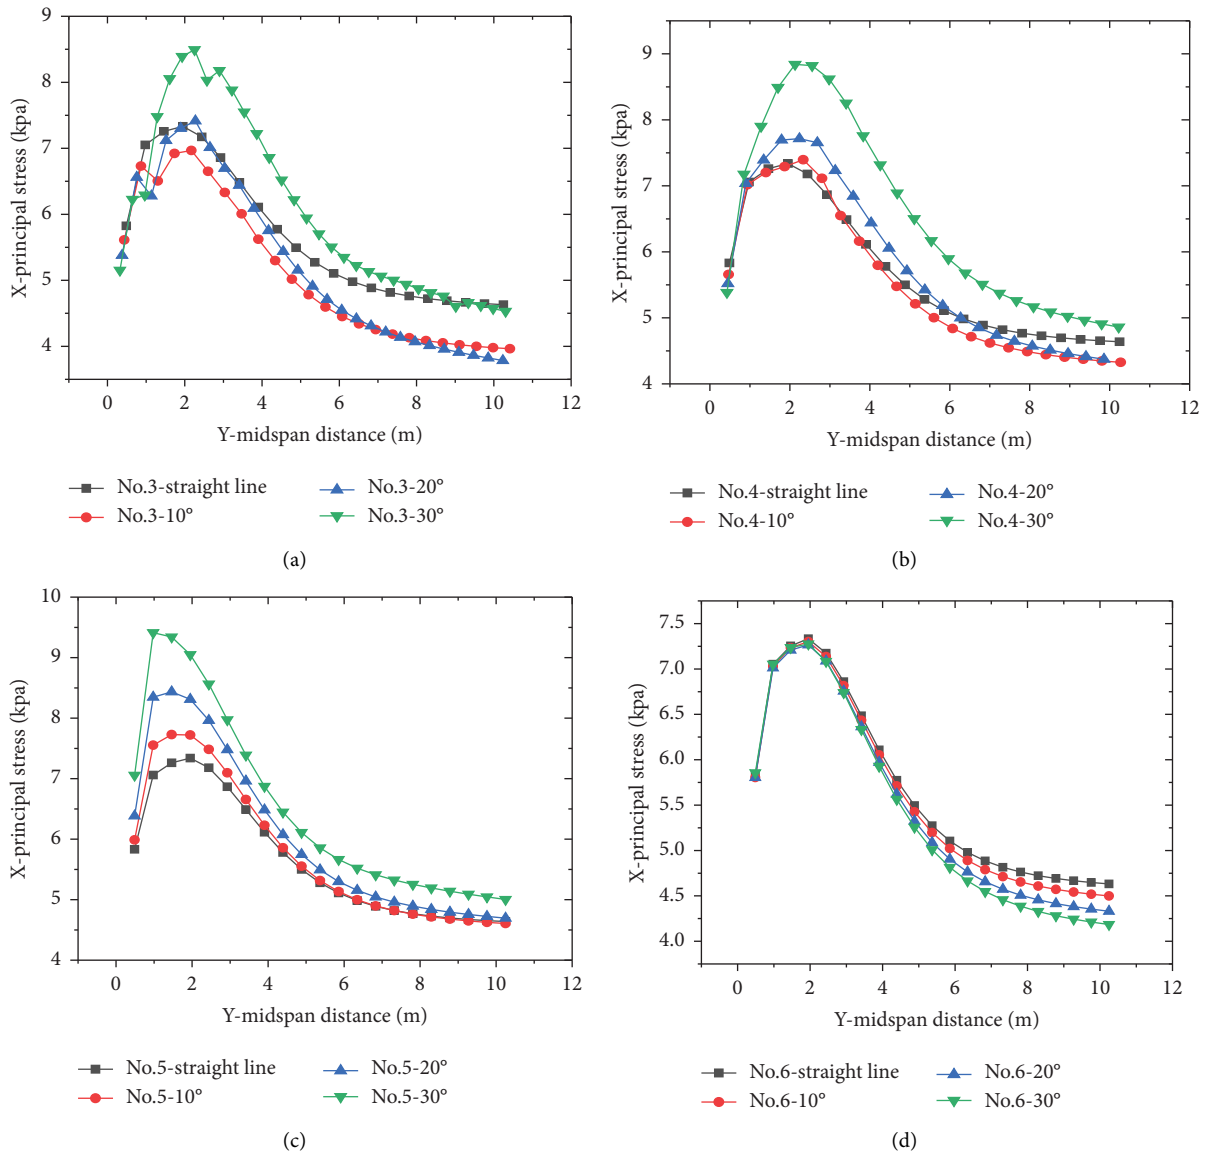 9
8
7
6
5
4
X-principal stress (kpa)
0 2 4 6 8 10 12
Y-midspan distance (m)
No.3-straight line No.3-20°
No.3-10° No.3-30°
(a)
9
8
7
6
5
4
X-principal stress (kpa)
0 2 4 6 8 10 12
Y-midspan distance (m)
No.4-straight line No.4-20°
No.4-10° No.4-30°
(b)
10
9
8
7
6
5
4
X-principal stress (kpa)
0 2 4 6 8 10 12
Y-midspan distance (m)
No.5-straight line No.5-20°
No.5-10° No.5-30°
(c)
7.5
7.0
6.5
6.0
5.5
5.0
4.5
4.0
X-principal stress (kpa)
0 2 4 6 8 10 12
Y-midspan distance (m)
No.6-straight line No.6-20°
No.6-10° No.6-30°
(d)